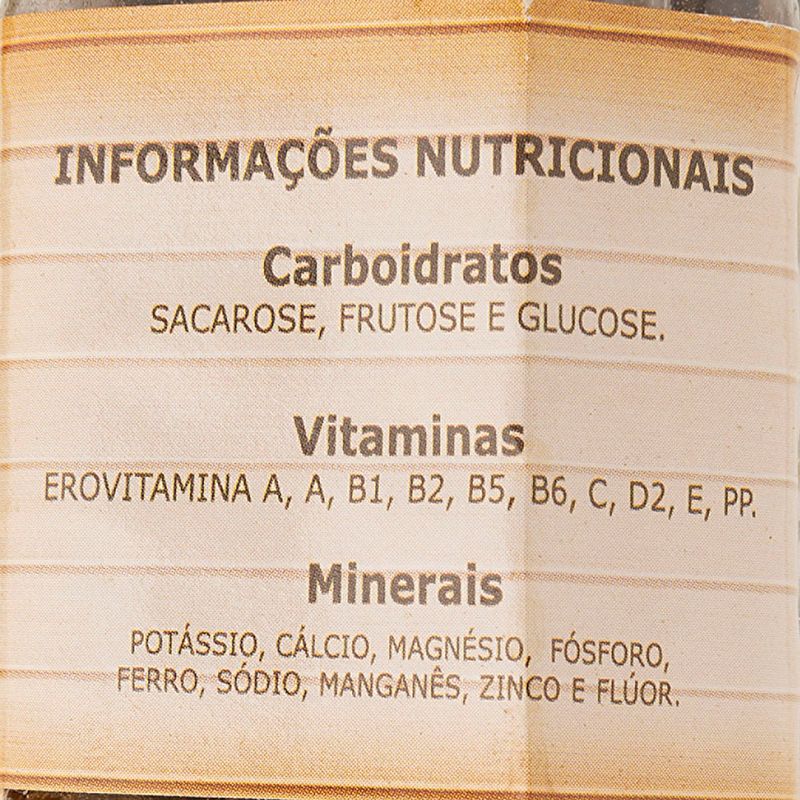 INFORMAÇÕES NUTRICIONAIS
Carboidratos
SACAROSE, FRUTOSE E GLUCOSE.
Vitaminas
EROVITAMINA A, A, B1, B2, B5, B6, C, D2, E, PP.
Minerais
POTÁSSIO, CÁLCIO, MAGNÉSIO, FÓSFORO,
FERRO, SÓDIO, MANGANÊS, ZINCO E FLÚOR.